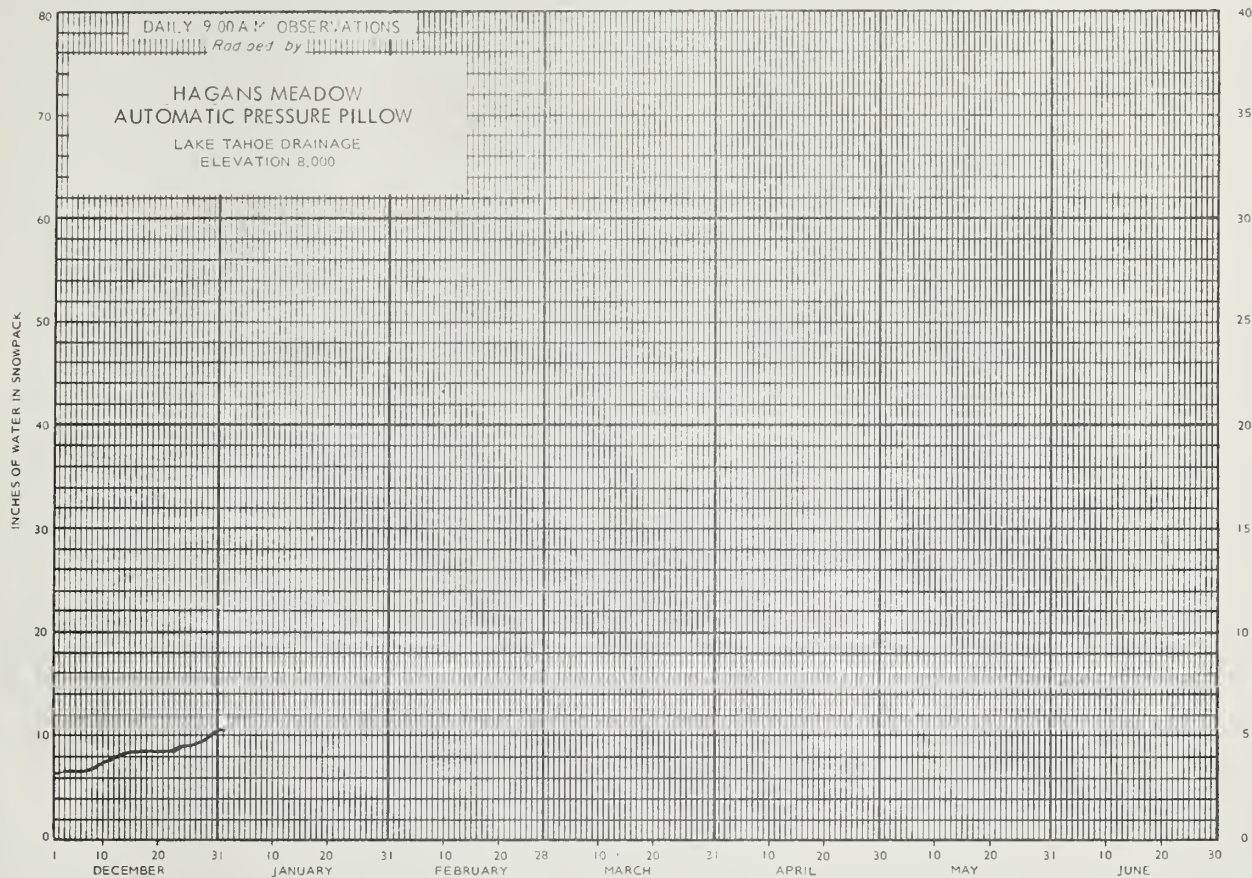 DAILY 9:00 A M OBSERVATIONS
by
HAGANS MEADOW
AUTOMATIC PRESSURE PILLOW
LAKE TAHOE DRAINAGE
ELEVATION 8,000
INCHES OF WATER IN SNOWPACK
80
70
60
50
40
30
20
10
0
40
35
30
25
20
15
10
5
0
1 10 20 31 10 20 31 10 20 28 10 20 31 10 20 30 10 20 31 10 20 30
DECEMBER JANUARY FEBRUARY MARCH APRIL MAY JUNE